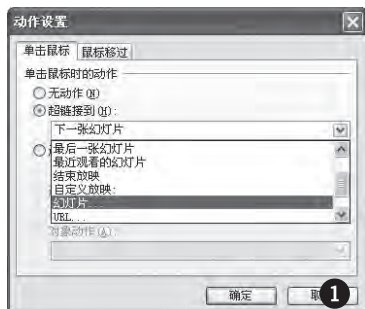 动作设置
单击鼠标 鼠标移过
单击鼠标时的动作
无动作(N)
超链接到(H):
下一张幻灯片
最后一张幻灯片
最近观看的幻灯片
结束放映
自定义放映...
幻灯片...
URL...
对象动作(A):
确定 取
1